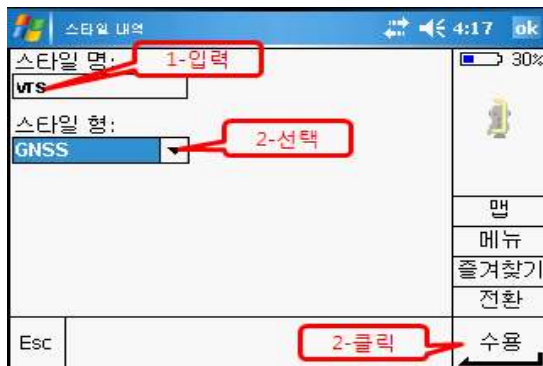 스타일 내역 4:17 ok
스타일 명: 1-입력 30%
VTS
스타일 형:
GNSS 2-선택
맵
메뉴
즐겨찾기
전환
Esc 2-클릭 수용